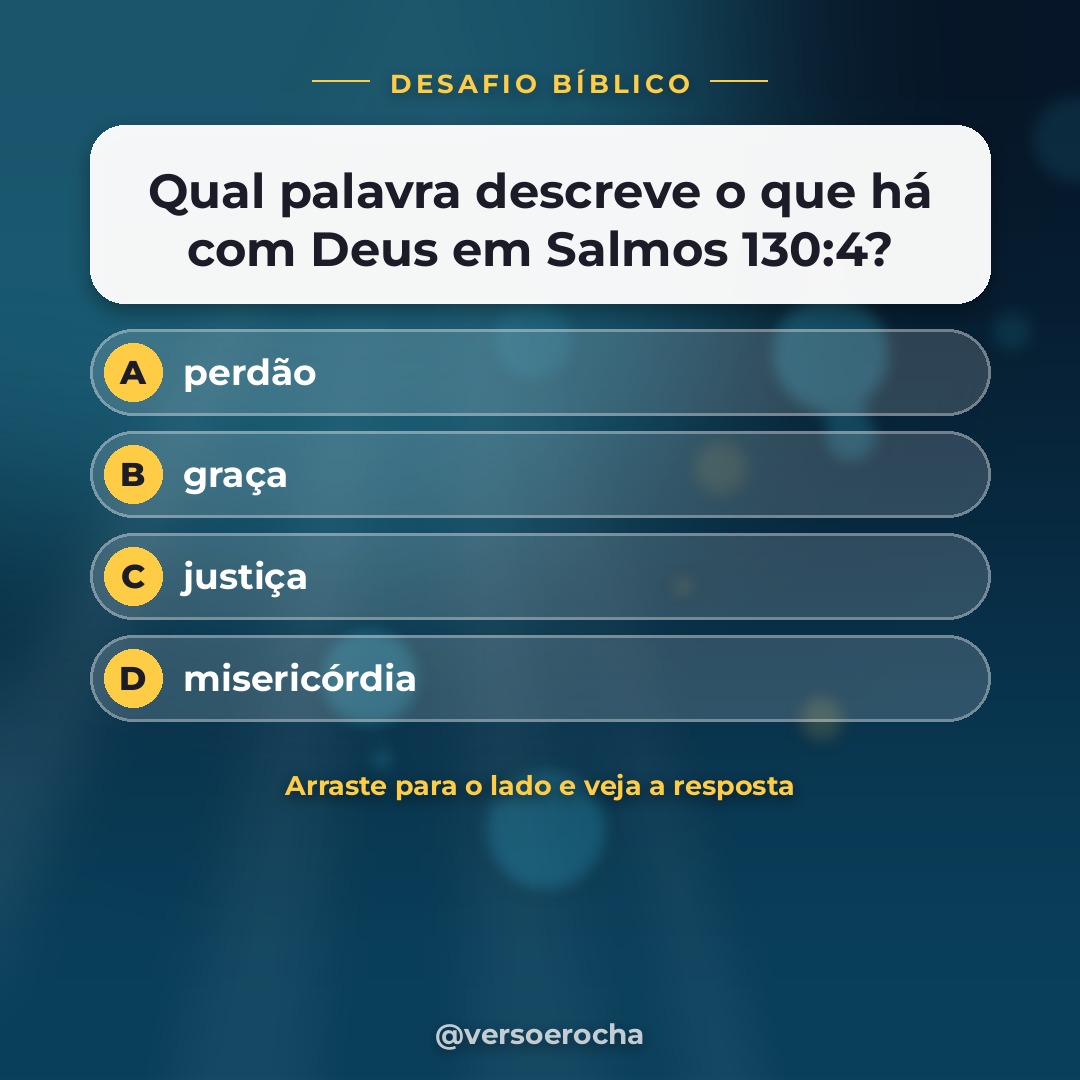 DESAFIO BÍBLICO
Qual palavra descreve o que há
com Deus em Salmos 130:4?
A perdão
B graça
C justiça
D misericórdia
Arraste para o lado e veja a resposta
@versoerocha